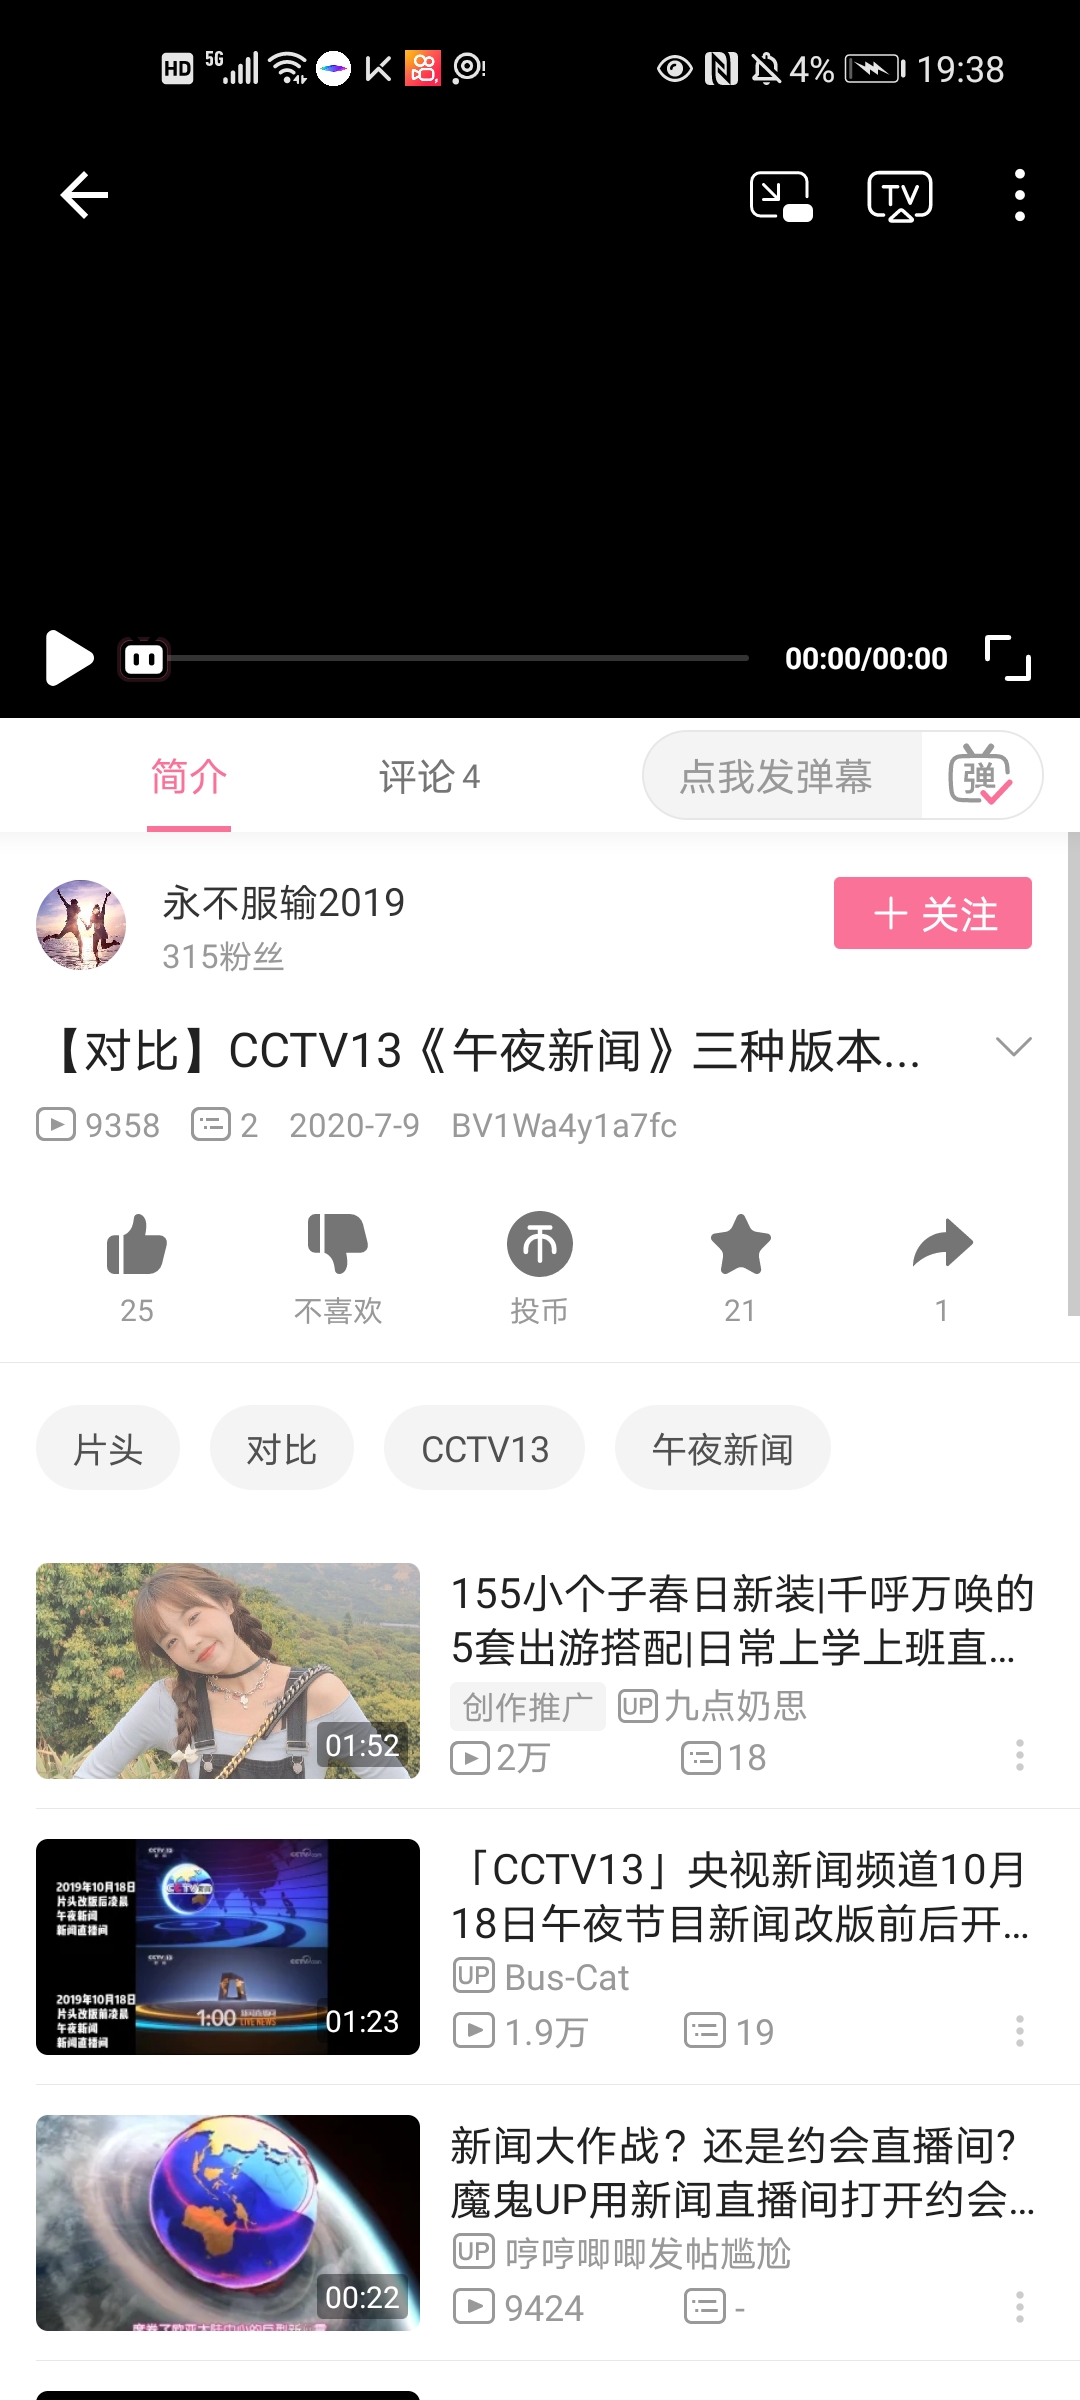 HD 5G 4% 19:38
TV
00:00/00:00
简介 评论 4 点我发弹幕 弹
永不服输2019
315粉丝
+ 关注
【对比】CCTV13《午夜新闻》三种版本...
9358 2 2020-7-9 BV1Wa4y1a7fc
25 不喜欢 投币 21 1
片头 对比 CCTV13 午夜新闻
155小个子春日新装|千呼万唤的
5套出游搭配|日常上学上班直...
创作推广 UP 九点奶思
2万 18
01:52
「CCTV13」央视新闻频道10月
18日午夜节目新闻改版前后开...
UP Bus-Cat
1.9万 19
2019年10月18日
片头改版后凌晨
午夜新闻
新闻直播间
2019年10月18日
片头改版前凌晨
午夜新闻
新闻直播间
1:00
LIVE NEWS
01:23
新闻大作战？还是约会直播间?
魔鬼UP用新闻直播间打开约会...
UP 哼哼唧唧发帖尴尬
9424 -
00:22